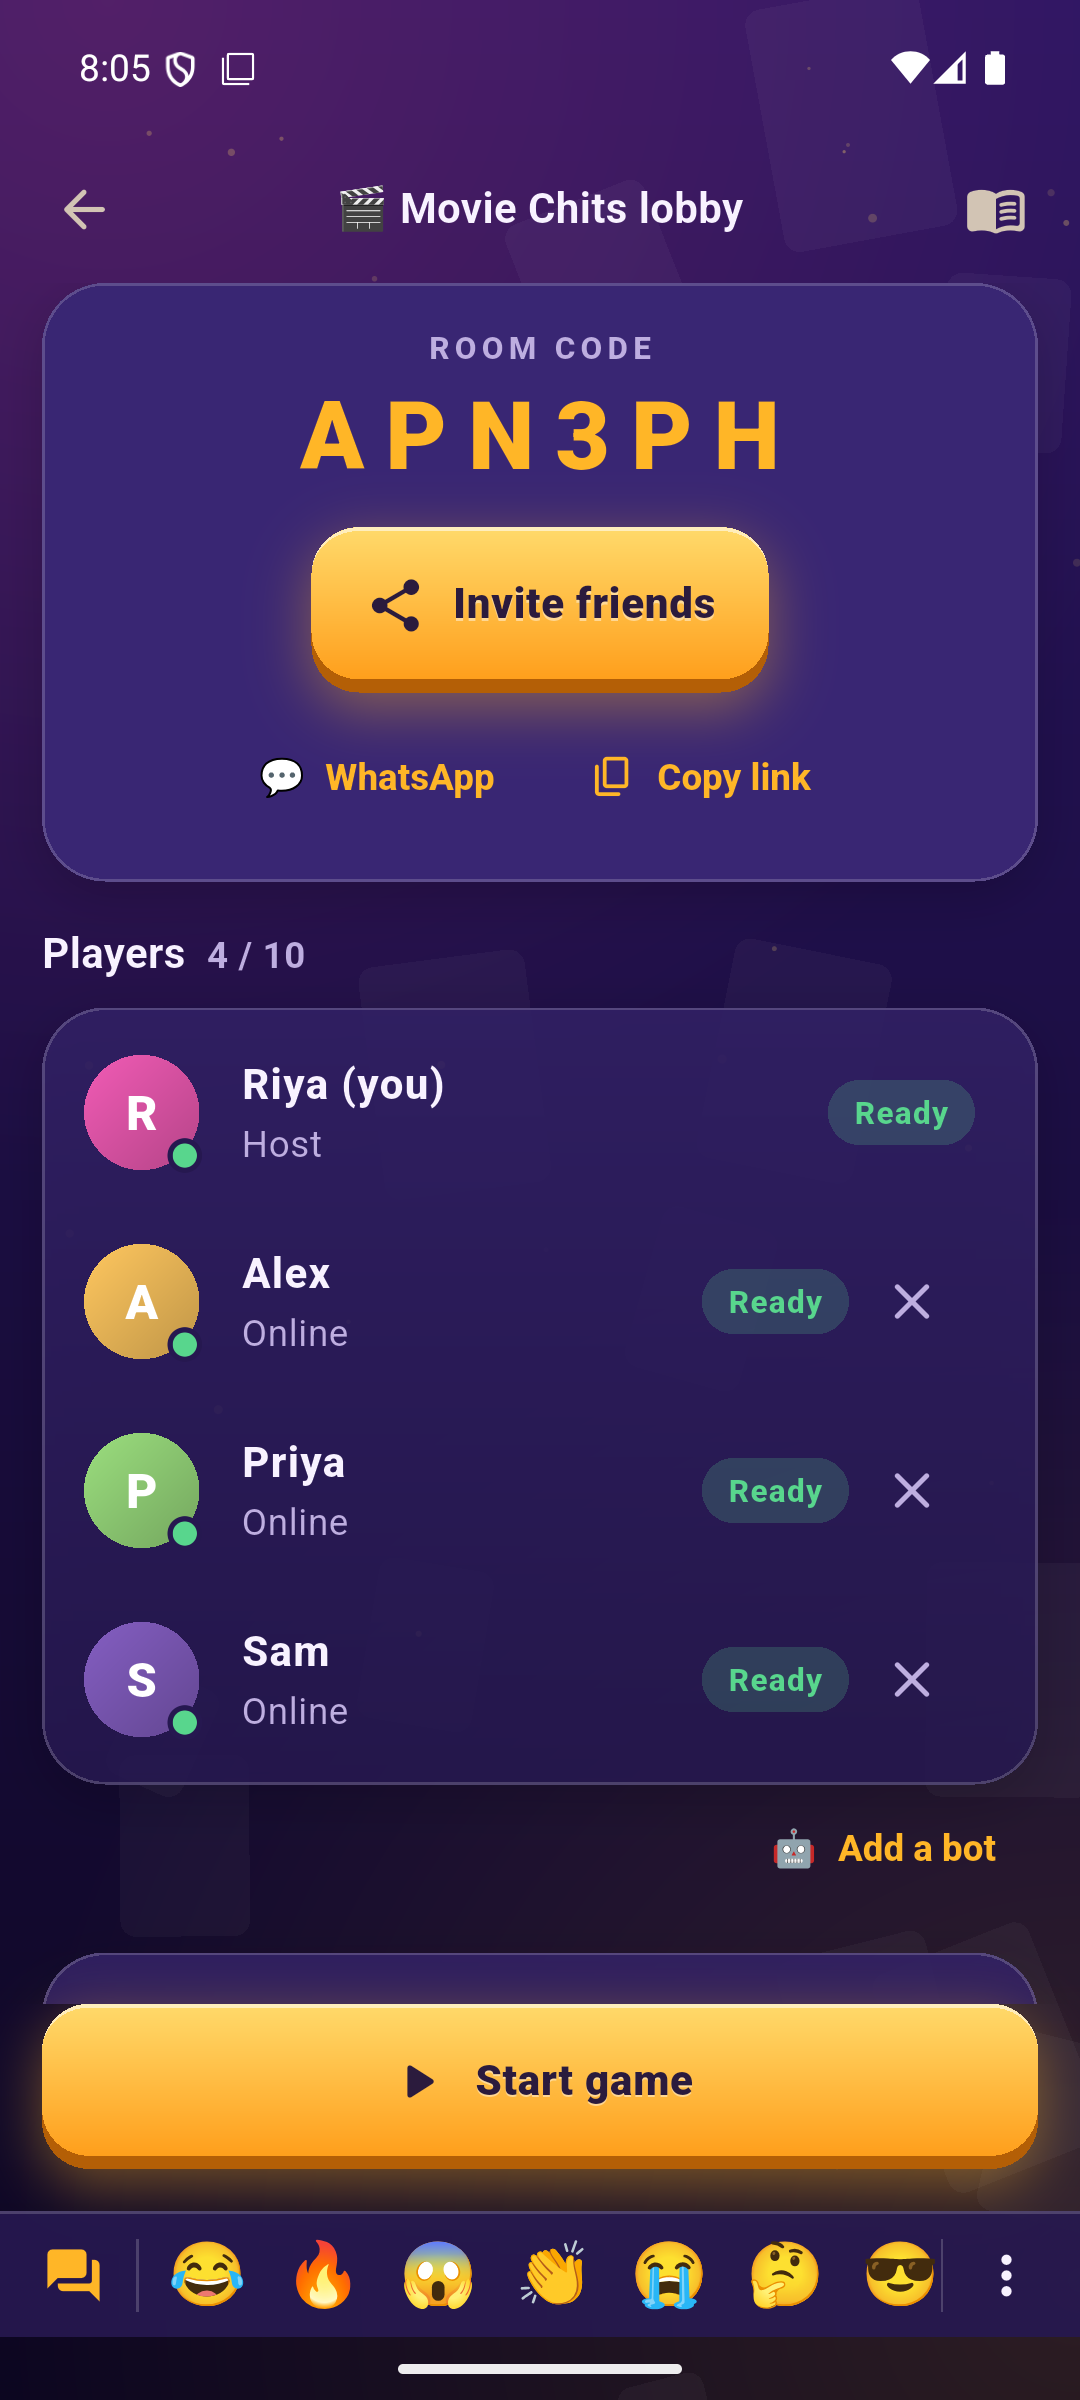 8:05
🎬 Movie Chits lobby
ROOM CODE
APN3PH
Invite friends
💬 WhatsApp
Copy link
Players 4 / 10
R
Riya (you)
Host
Ready
A
Alex
Online
Ready
P
Priya
Online
Ready
S
Sam
Online
Ready
🤖 Add a bot
Start game
😂 🔥 😱 👏 😭 🤔 😎